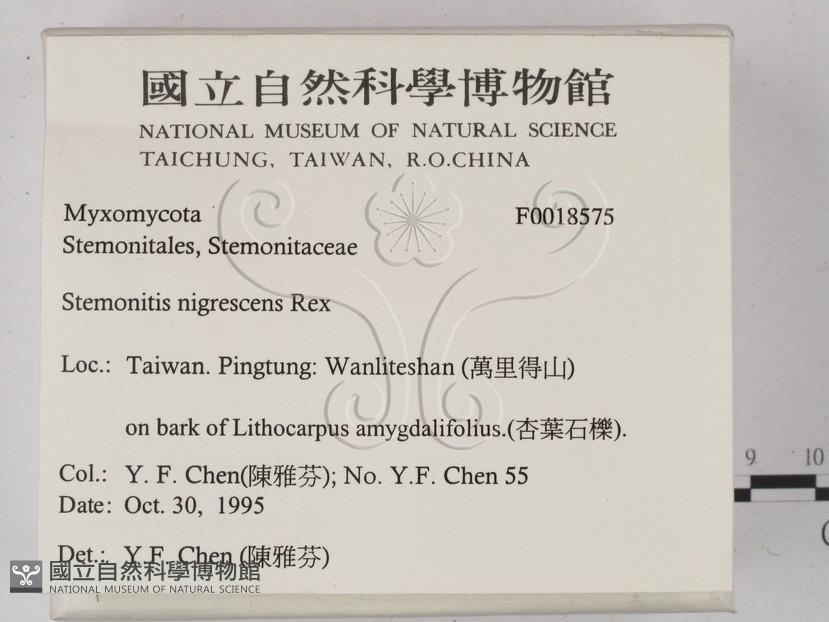 國立自然科學博物館
NATIONAL MUSEUM OF NATURAL SCIENCE
TAICHUNG, TAIWAN, R.O.CHINA
Myxomycota F0018575
Stemonitales, Stemonitaceae
Stemonitis nigrescens Rex
Loc.: Taiwan. Pingtung: Wanliteshan (萬里得山)
on bark of Lithocarpus amygdalifolius.(杏葉石櫟).
Col.: Y. F. Chen(陳雅芬); No. Y.F. Chen 55
Date: Oct. 30, 1995
Det.: Y.F. Chen (陳雅芬)
國立自然科學博物館
NATIONAL MUSEUM OF NATURAL SCIENCE
9 10